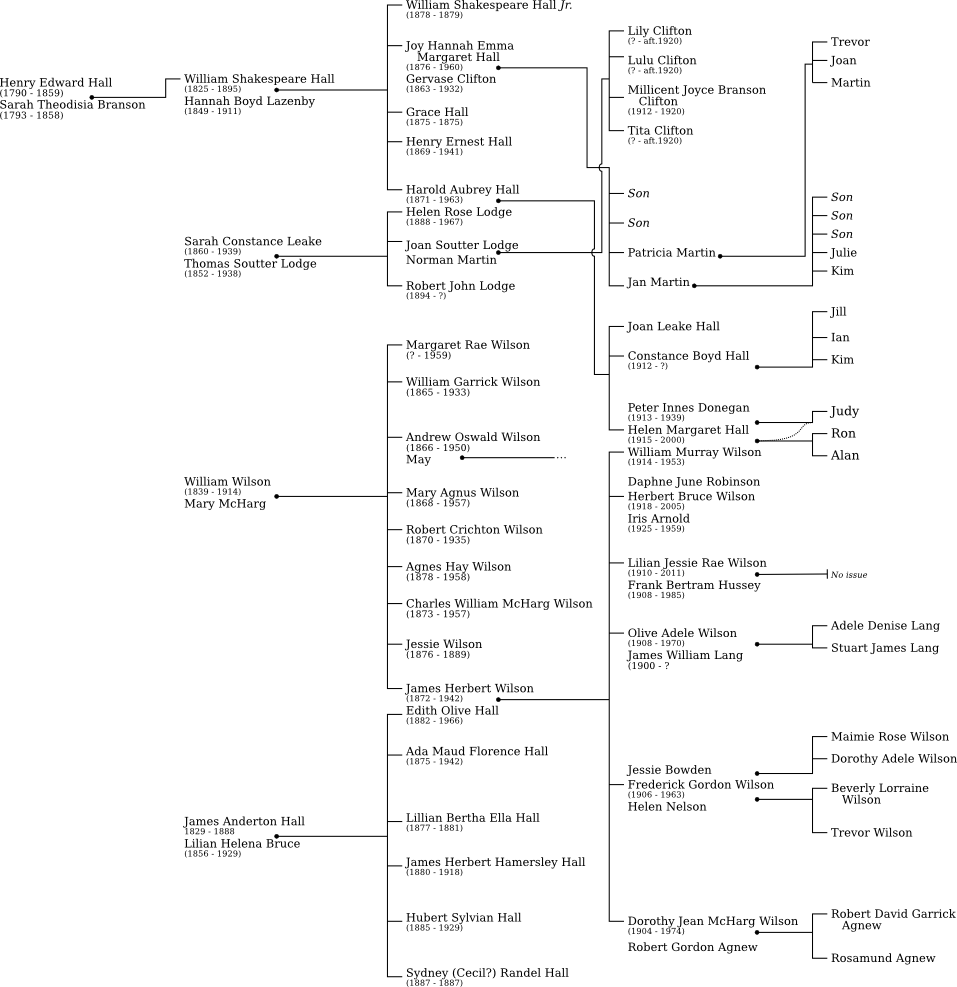 Henry Edward Hall
(1790 - 1859)
Sarah Theodisia Branson
(1793 - 1858)
William Shakespeare Hall
(1825 - 1895)
Hannah Boyd Lazenby
(1849 - 1911)
Sarah Constance Leake
(1860 - 1939)
Thomas Soutter Lodge
(1852 - 1938)
William Wilson
(1839 - 1914)
Mary McHarg
James Anderton Hall
1829 - 1888
Lilian Helena Bruce
(1856 - 1929)
William Shakespeare Hall Jr.
(1878 - 1879)
Joy Hannah Emma
Margaret Hall
(1876 - 1960)
Gervase Clifton
(1863 - 1932)
Grace Hall
(1875 - 1875)
Henry Ernest Hall
(1869 - 1941)
Harold Aubrey Hall
(1871 - 1963)
Helen Rose Lodge
(1888 - 1967)
Joan Soutter Lodge
Norman Martin
Robert John Lodge
(1894 - ?)
Margaret Rae Wilson
(? - 1959)
William Garrick Wilson
(1865 - 1933)
Andrew Oswald Wilson
(1866 - 1950)
May
...
Mary Agnus Wilson
(1868 - 1957)
Robert Crichton Wilson
(1870 - 1935)
Agnes Hay Wilson
(1878 - 1958)
Charles William McHarg Wilson
(1873 - 1957)
Jessie Wilson
(1876 - 1889)
James Herbert Wilson
(1872 - 1942)
Edith Olive Hall
(1882 - 1966)
Ada Maud Florence Hall
(1875 - 1942)
Lillian Bertha Ella Hall
(1877 - 1881)
James Herbert Hamersley Hall
(1880 - 1918)
Hubert Sylvian Hall
(1885 - 1929)
Sydney (Cecil?) Randel Hall
(1887 - 1887)
Lily Clifton
(? - aft.1920)
Lulu Clifton
(? - aft.1920)
Millicent Joyce Branson
Clifton
(1912 - 1920)
Tita Clifton
(? - aft.1920)
Son
Son
Patricia Martin
Jan Martin
Joan Leake Hall
Constance Boyd Hall
(1912 - ?)
Peter Innes Donegan
(1913 - 1939)
Helen Margaret Hall
(1915 - 2000)
William Murray Wilson
(1914 - 1953)
Daphne June Robinson
Herbert Bruce Wilson
(1918 - 2005)
Iris Arnold
(1925 - 1959)
Lilian Jessie Rae Wilson
(1910 - 2011)
Frank Bertram Hussey
(1908 - 1985)
Olive Adele Wilson
(1908 - 1970)
James William Lang
(1900 - ?
Jessie Bowden
Frederick Gordon Wilson
(1906 - 1963)
Helen Nelson
Dorothy Jean McHarg Wilson
(1904 - 1974)
Robert Gordon Agnew
Trevor
Joan
Martin
Son
Son
Son
Julie
Kim
Jill
Ian
Kim
Judy
Ron
Alan
No issue
Adele Denise Lang
Stuart James Lang
Maimie Rose Wilson
Dorothy Adele Wilson
Beverly Lorraine
Wilson
Trevor Wilson
Robert David Garrick
Agnew
Rosamund Agnew